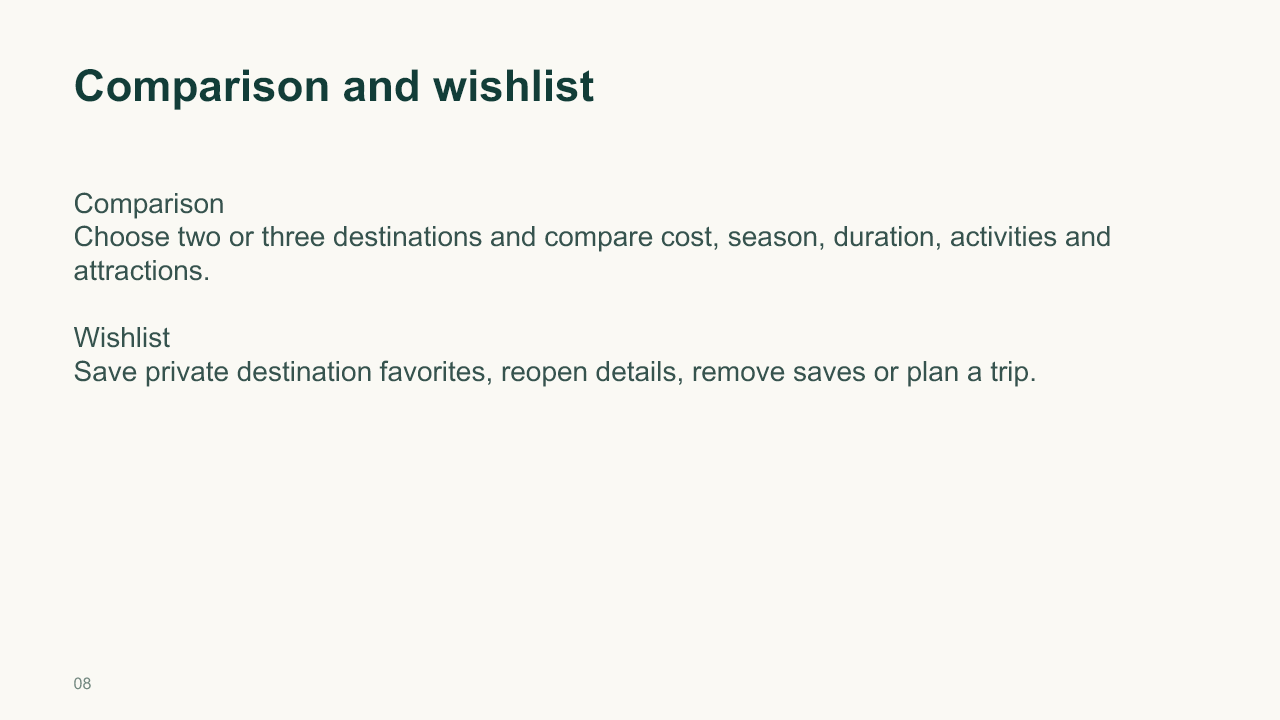 Comparison and wishlist
Comparison
Choose two or three destinations and compare cost, season, duration, activities and
attractions.
Wishlist
Save private destination favorites, reopen details, remove saves or plan a trip.
08